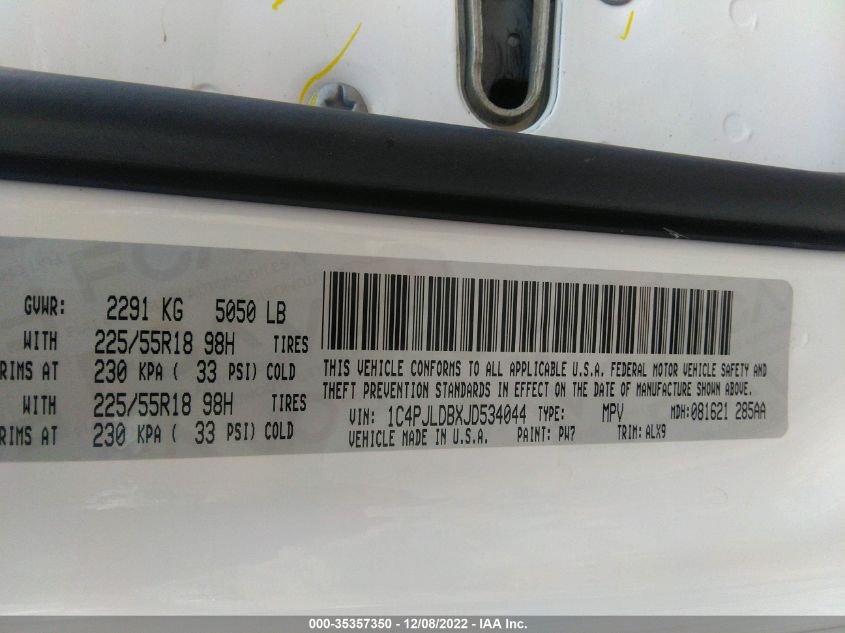 GVWR: 2291 KG 5050 LB
WITH 225/55R18 98H TIRES
RIMS AT 230 KPA ( 33 PSI) COLD
WITH 225/55R18 98H TIRES
RIMS AT 230 KPA ( 33 PSI) COLD
THIS VEHICLE CONFORMS TO ALL APPLICABLE U.S.A. FEDERAL MOTOR VEHICLE SAFETY AND
THEFT PREVENTION STANDARDS IN EFFECT ON THE DATE OF MANUFACTURE SHOWN ABOVE.
VIN: 1C4PJLDBXJD534044 TYPE: MPV MDH:081621 285AA
VEHICLE MADE IN U.S.A. PAINT: PW7 TRIM: ALX9
000-35357350 - 12/08/2022 - IAA Inc.